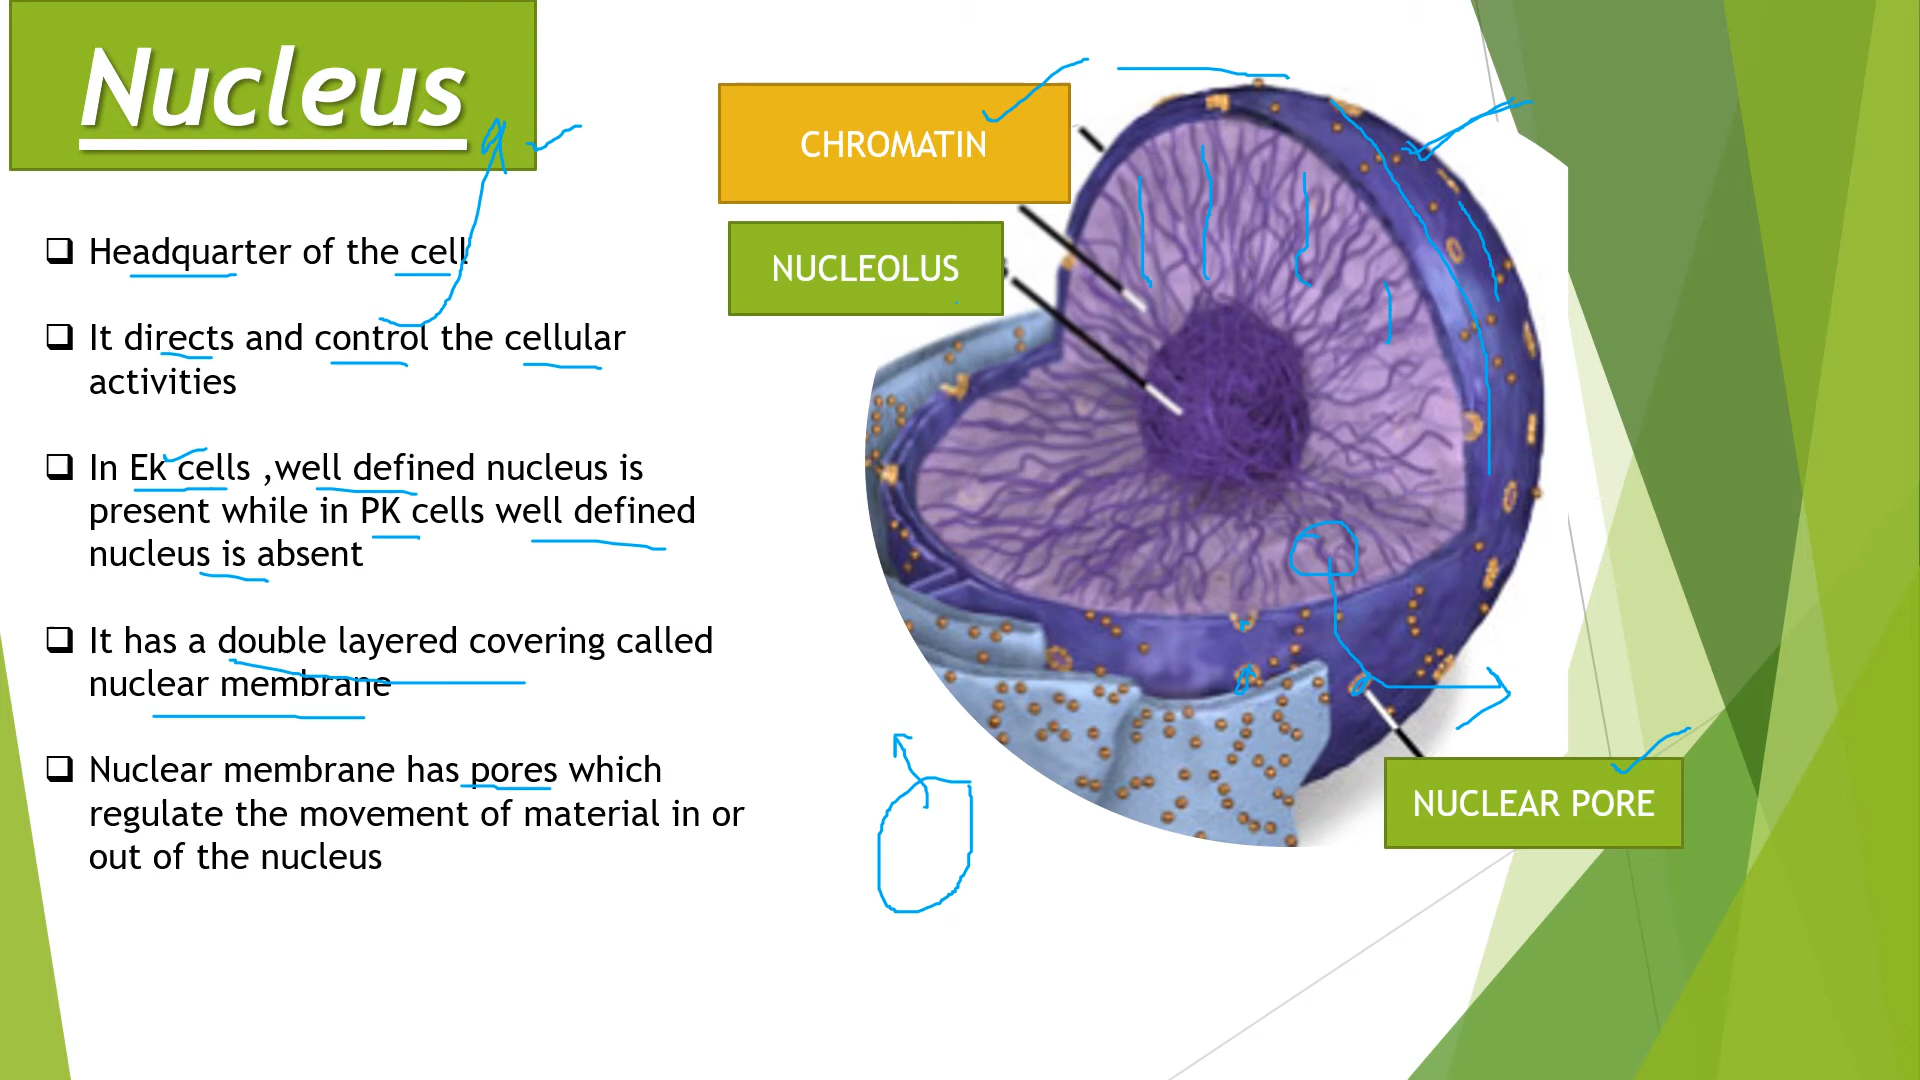 Nucleus
Headquarter of the cell
It directs and control the cellular
activities
In Ek cells ,well defined nucleus is
present while in PK cells well defined
nucleus is absent
It has a double layered covering called
nuclear membrane
Nuclear membrane has pores which
regulate the movement of material in or
out of the nucleus
CHROMATIN
NUCLEOLUS
NUCLEAR PORE